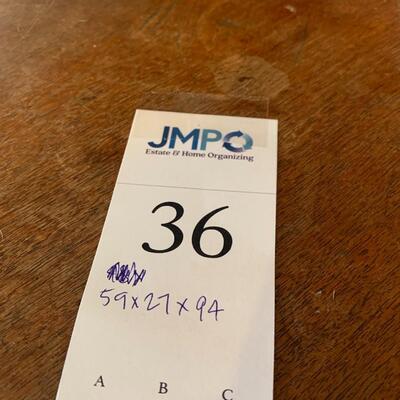 JMPO
Estate & Home Organizing
36
59x27x94
A B C